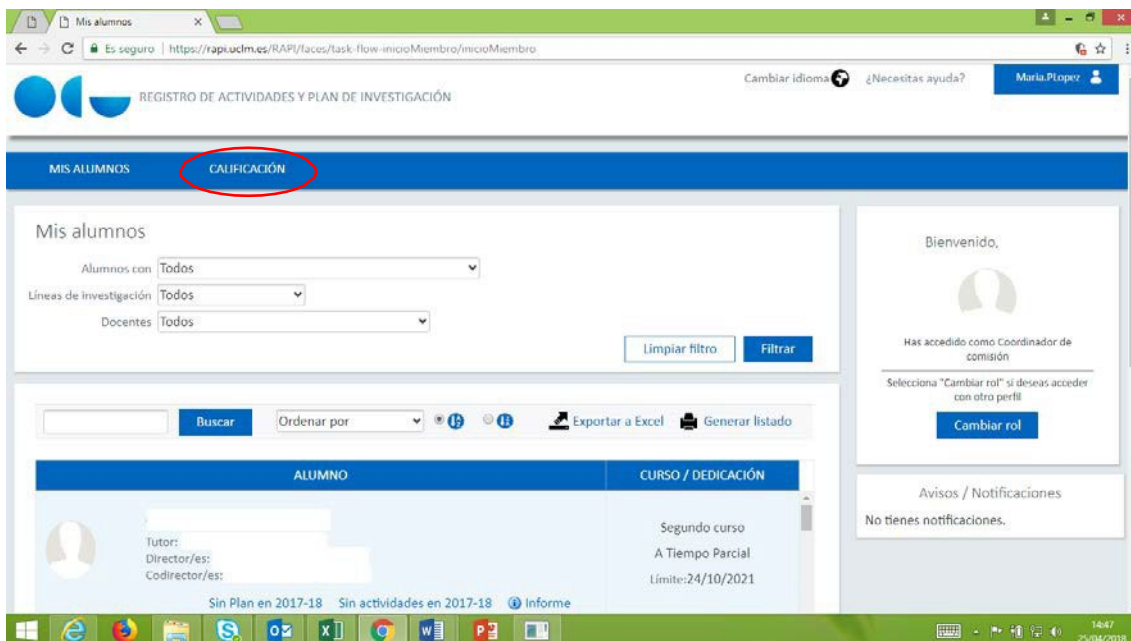 Mis alumnos
Es seguro | https://rapi.uclm.es/RAPI/faces/task-flow-inicioMiembro/inicioMiembro
Cambiar idioma ¿Necesitas ayuda? Maria.PLopez
REGISTRO DE ACTIVIDADES Y PLAN DE INVESTIGACIÓN
MIS ALUMNOS CALIFICACIÓN
Mis alumnos
Alumnos con Todos
Líneas de investigación Todos
Docentes Todos
Limpiar filtro Filtrar
Bienvenido,
Has accedido como Coordinador de
comisión
Selecciona "Cambiar rol" si deseas acceder
con otro perfil
Cambiar rol
Buscar Ordenar por Exportar a Excel Generar listado
ALUMNO CURSO / DEDICACIÓN
Avisos / Notificaciones
No tienes notificaciones.
Segundo curso
Tutor:
A Tiempo Parcial
Director/es:
Codirector/es:
Límite:24/10/2021
Sin Plan en 2017-18 Sin actividades en 2017-18 Informe
14:47
25/04/2018